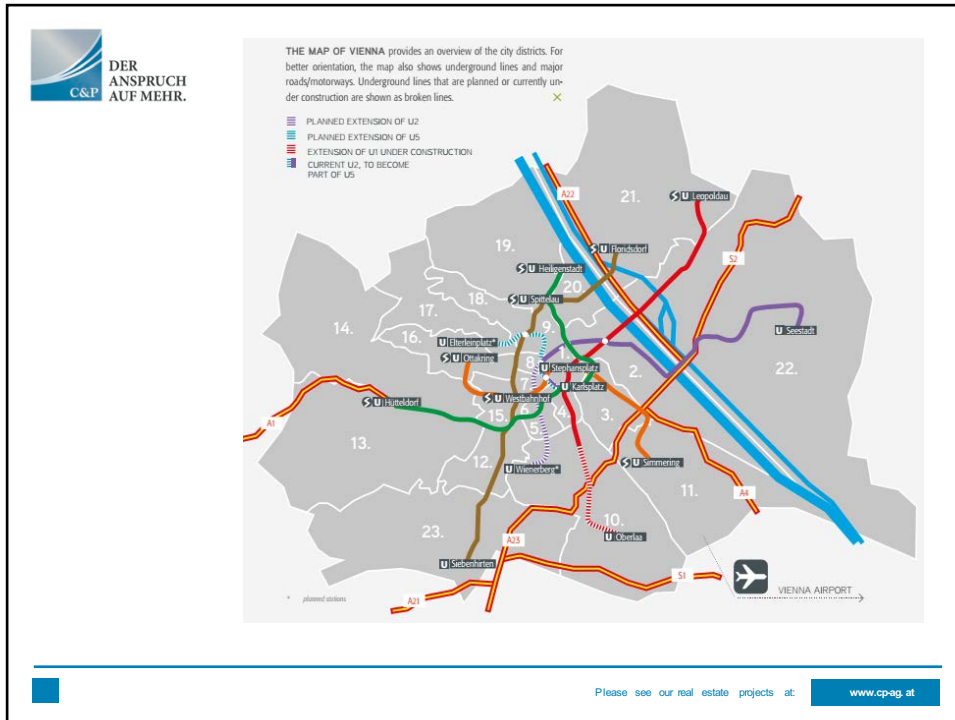 C&P
DER
ANSPRUCH
AUF MEHR.
THE MAP OF VIENNA provides an overview of the city districts. For
better orientation, the map also shows underground lines and major
roads/motorways. Underground lines that are planned or currently un-
der construction are shown as broken lines.
PLANNED EXTENSION OF U2
PLANNED EXTENSION OF U5
EXTENSION OF U1 UNDER CONSTRUCTION
CURRENT U2, TO BECOME
PART OF U5
A22
21.
S U Leopoldau
19.
S U Floridsdorf
S2
S U Heiligenstadt
20.
18.
S U Spittelau
17.
14.
16.
9.
U Elterleinplatz*
U Seestadt
S U Ottakring
8.
1.
U Stephansplatz
2.
22.
7.
U Karlsplatz
S U Westbahnhof
S U Hütteldorf
15.
6.
4.
3.
A1
5.
13.
12.
U Wienerberg*
S U Simmering
11.
A4
10.
23.
A23
U Oberlaa
U Siebenhirten
S1
A21
* planned stations
VIENNA AIRPORT
Please see our real estate projects at:
www.cp-ag.at